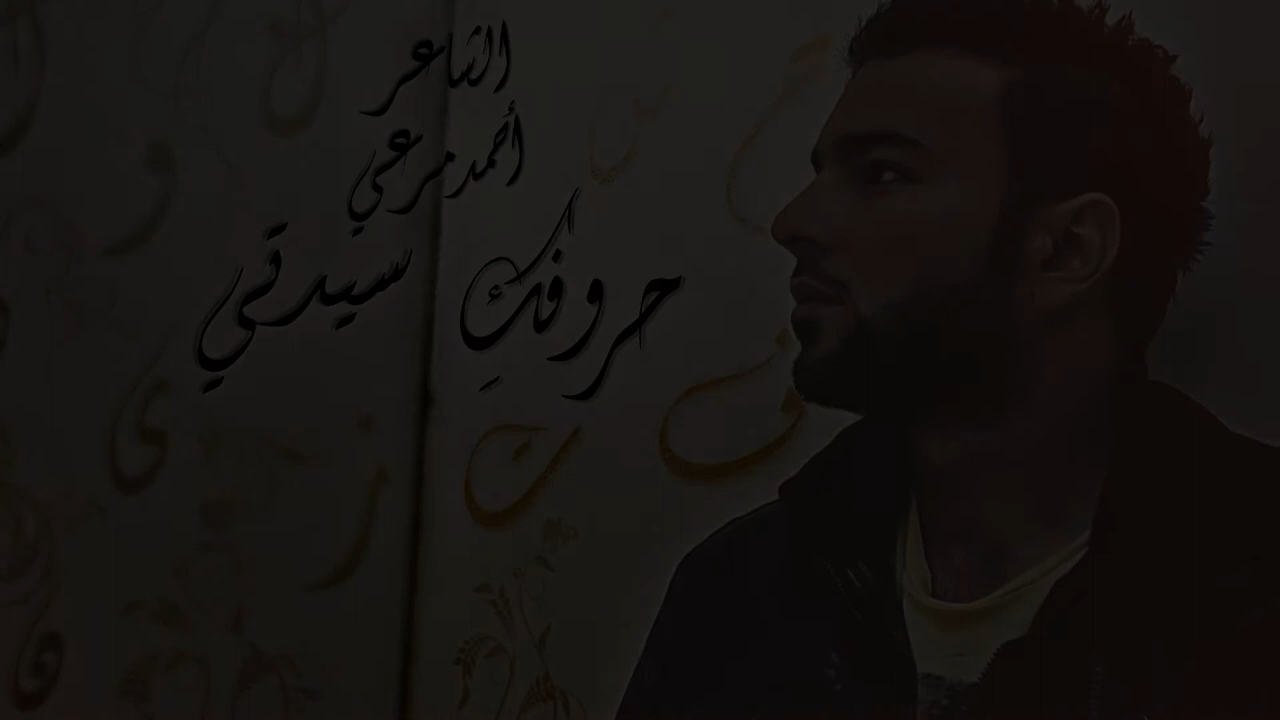 الشاعر
أحمد مرعي
حروفكِ سيدتي